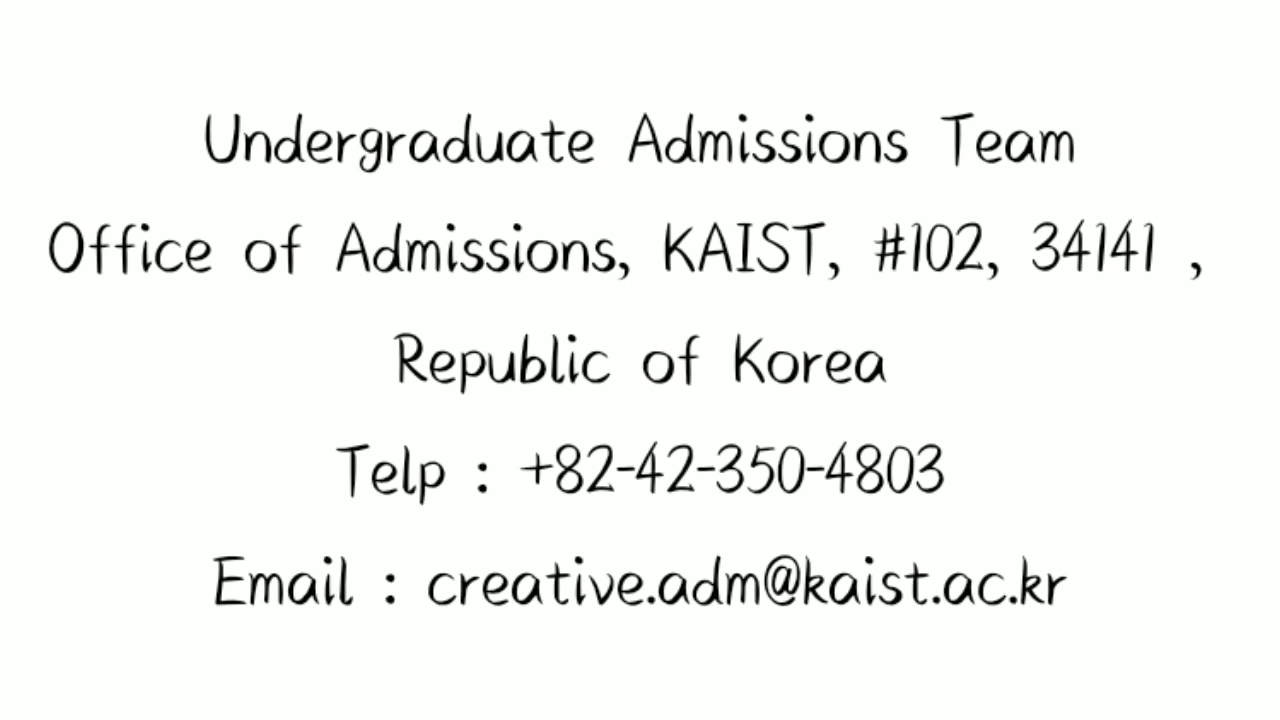 Undergraduate Admissions Team
Office of Admissions, KAIST, #102, 34141 ,
Republic of Korea
Telp : +82-42-350-4803
Email : creative.adm@kaist.ac.kr